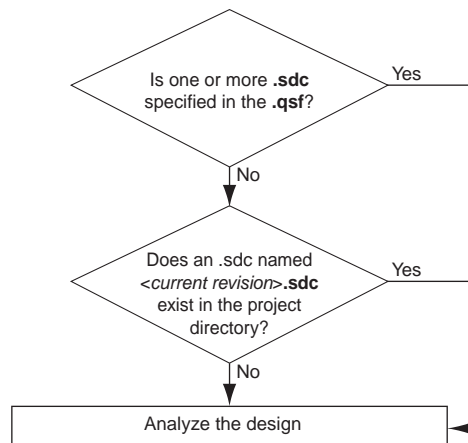 Is one or more .sdc
specified in the .qsf?
Yes
No
Does an .sdc named
<current revision>.sdc
exist in the project
directory?
Yes
No
Analyze the design